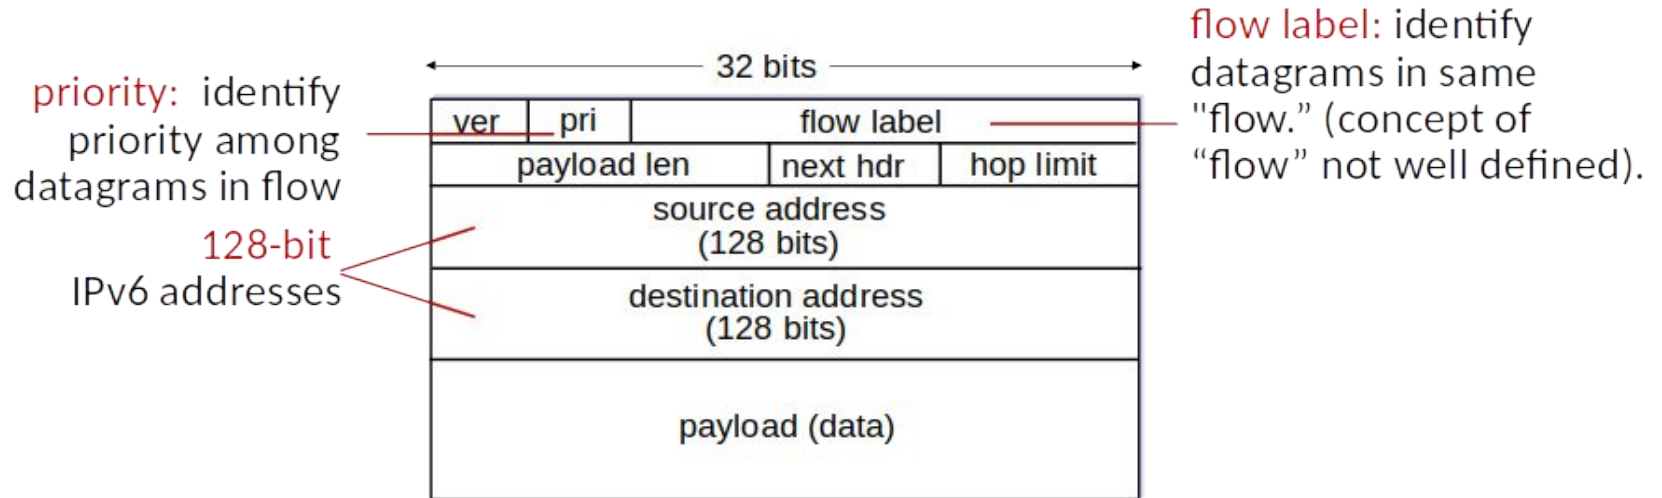 priority: identify
priority among
datagrams in flow
128-bit
IPv6 addresses
32 bits
ver pri flow label
payload len next hdr hop limit
source address
(128 bits)
destination address
(128 bits)
payload (data)
flow label: identify
datagrams in same
"flow.” (concept of
“flow” not well defined).